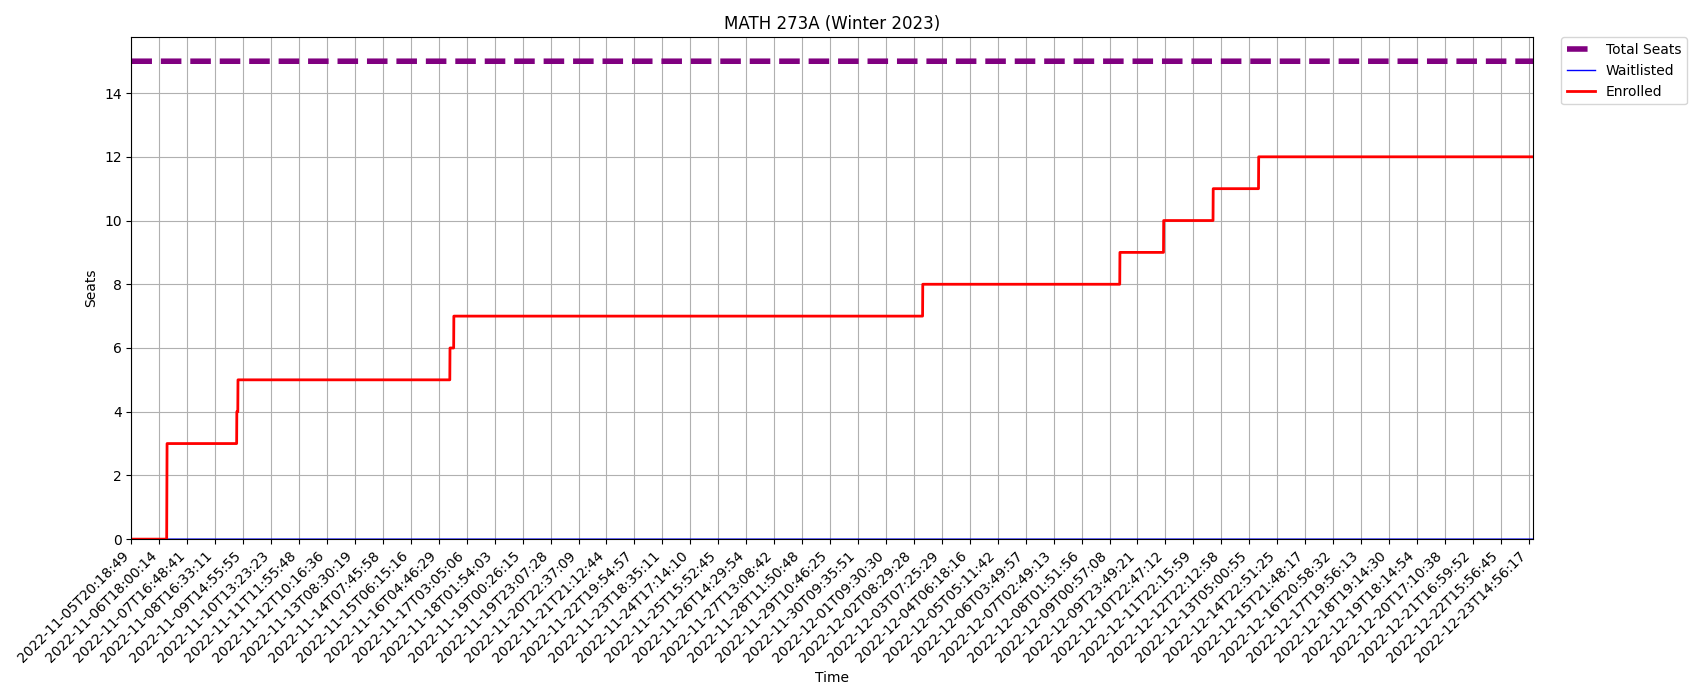 MATH 273A (Winter 2023)
Total Seats
Waitlisted
Enrolled
Seats
14
12
10
8
6
4
2
0
2022-11-05T20:18:49
2022-11-06T18:00:14
2022-11-07T16:48:41
2022-11-08T16:33:11
2022-11-09T14:55:55
2022-11-10T13:23:23
2022-11-11T11:55:48
2022-11-12T10:16:36
2022-11-13T08:30:19
2022-11-14T07:45:58
2022-11-15T06:15:16
2022-11-16T04:46:29
2022-11-17T03:05:06
2022-11-18T01:54:03
2022-11-19T00:26:15
2022-11-19T23:07:28
2022-11-20T22:37:09
2022-11-21T21:12:44
2022-11-22T19:54:57
2022-11-23T18:35:11
2022-11-24T17:14:10
2022-11-25T15:52:45
2022-11-26T14:29:54
2022-11-27T13:08:42
2022-11-28T11:50:48
2022-11-29T10:46:25
2022-11-30T09:35:51
2022-12-01T09:30:30
2022-12-02T08:29:28
2022-12-03T07:25:29
2022-12-04T06:18:16
2022-12-05T05:11:42
2022-12-06T03:49:57
2022-12-07T02:49:13
2022-12-08T01:51:56
2022-12-09T00:57:08
2022-12-09T23:49:21
2022-12-10T22:47:12
2022-12-11T22:15:59
2022-12-12T22:12:58
2022-12-13T05:00:55
2022-12-14T22:51:25
2022-12-15T21:48:17
2022-12-16T20:58:32
2022-12-17T19:56:13
2022-12-18T19:14:30
2022-12-19T18:14:54
2022-12-20T17:10:38
2022-12-21T16:59:52
2022-12-22T15:56:45
2022-12-23T14:56:17
Time